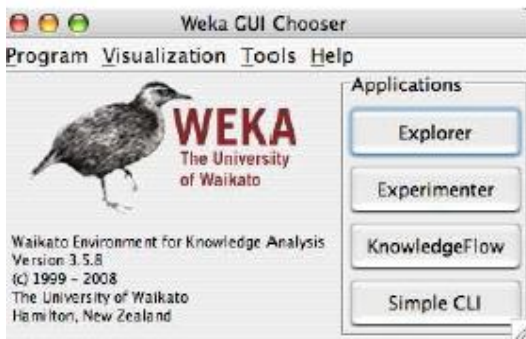 Weka GUI Chooser
Program Visualization Tools Help
WEKA
The University
of Waikato
Waikato Environment for Knowledge Analysis
Version 3.5.8
(c) 1999 – 2008
The University of Waikato
Hamilton, New Zealand
Applications
Explorer
Experimenter
KnowledgeFlow
Simple CLI